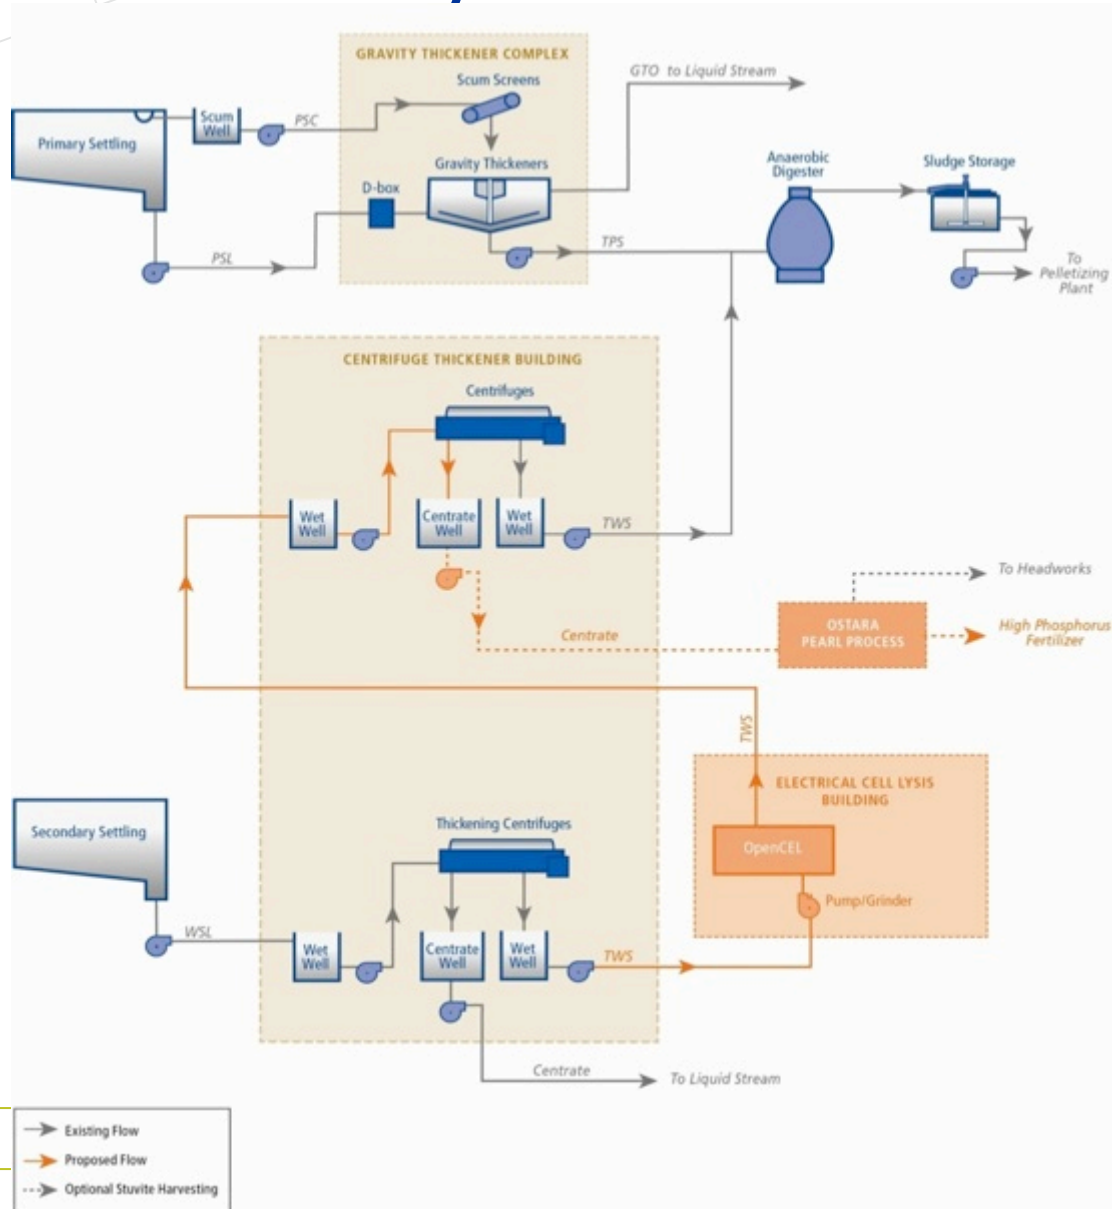 GRAVITY THICKENER COMPLEX
Scum Screens
GTO to Liquid Stream
Scum
Well
PSC
Primary Settling
Gravity Thickeners
D-box
Anaerobic
Digester
Sludge Storage
PSL
TPS
To
Pelletizing
Plant
CENTRIFUGE THICKENER BUILDING
Centrifuges
Wet
Well
Centrate
Well
Wet
Well
TWS
To Headworks
OSTARA
PEARL PROCESS
High Phosphorus
Fertilizer
Centrate
TWS
ELECTRICAL CELL LYSIS
BUILDING
OpenCEL
Pump/Grinder
Secondary Settling
Thickening Centrifuges
WSL
Wet
Well
Centrate
Well
Wet
Well
TWS
Centrate
To Liquid Stream
Existing Flow
Proposed Flow
Optional Stuvite Harvesting